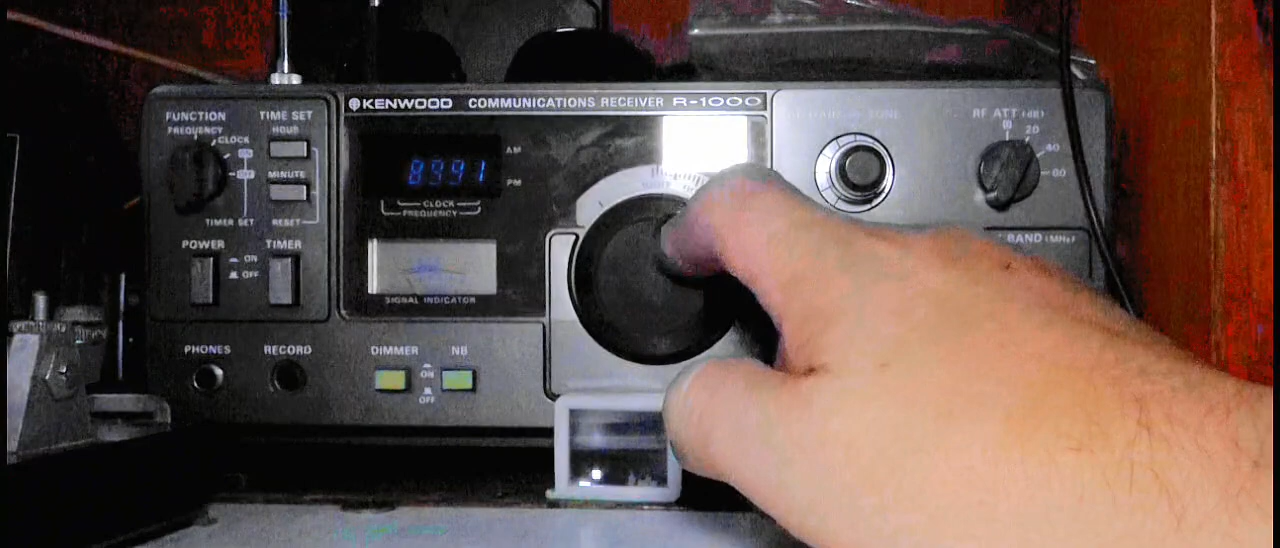 KENWOOD COMMUNICATIONS RECEIVER R-1000
FUNCTION
FREQUENCY
CLOCK
ON
OFF
TIMER SET
TIME SET
HOUR
MINUTE
RESET
AM
PM
CLOCK
FREQUENCY
RF ATT (dB)
0
20
40
60
BAND (MHz)
POWER
TIMER
ON
OFF
SIGNAL INDICATOR
PHONES
RECORD
DIMMER
NB
ON
OFF